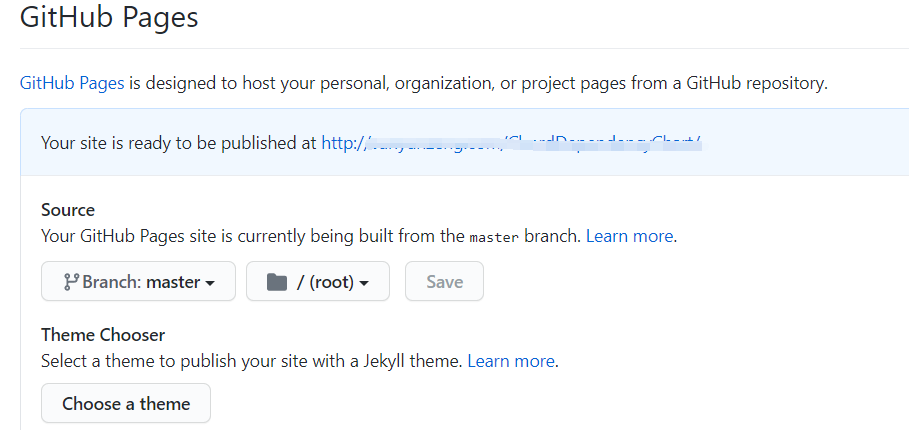 GitHub Pages
GitHub Pages is designed to host your personal, organization, or project pages from a GitHub repository.
Your site is ready to be published at http://
Source
Your GitHub Pages site is currently being built from the master branch. Learn more.
Branch: master / (root) Save
Theme Chooser
Select a theme to publish your site with a Jekyll theme. Learn more.
Choose a theme